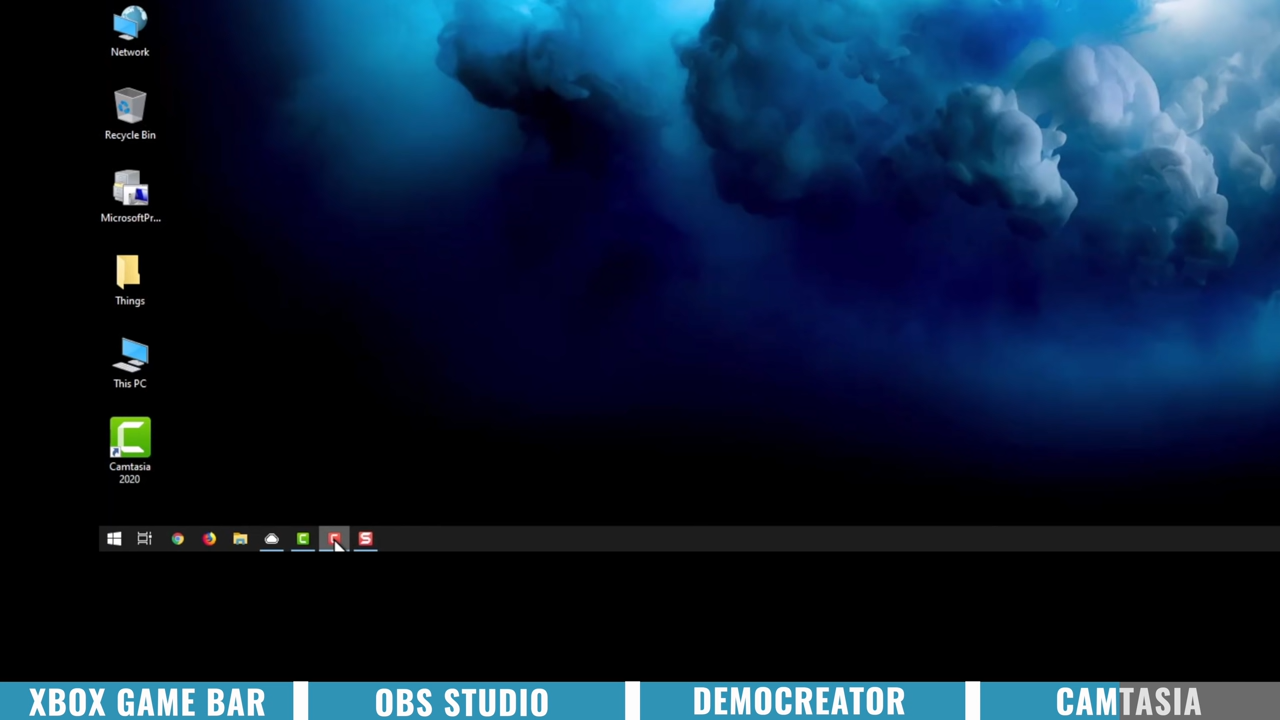 Network
Recycle Bin
MicrosoftPr...
Things
This PC
Camtasia
2020
XBOX GAME BAR
OBS STUDIO
DEMOCREATOR
CAMTASIA